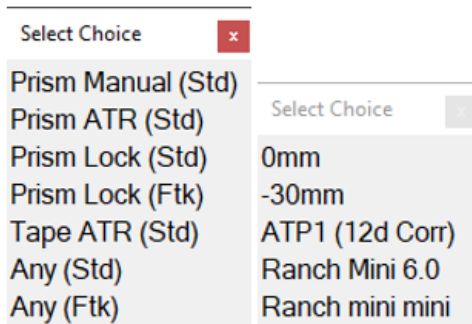 Select Choice
x
Prism Manual (Std)
Prism ATR (Std)
Prism Lock (Std)
Prism Lock (Ftk)
Tape ATR (Std)
Any (Std)
Any (Ftk)
Select Choice
x
0mm
-30mm
ATP1 (12d Corr)
Ranch Mini 6.0
Ranch mini mini